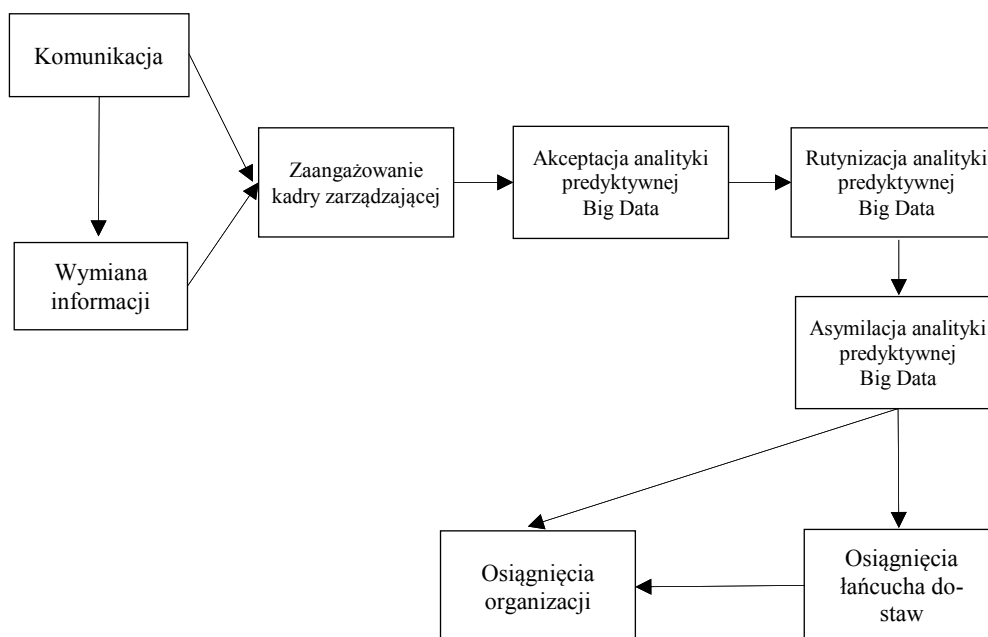 Komunikacja
Zaangażowanie
kadry zarządzającej
Akceptacja analityki
predyktywnej
Big Data
Rutynizacja analityki
predyktywnej
Big Data
Wymiana
informacji
Asymilacja analityki
predyktywnej
Big Data
Osiągnięcia
organizacji
Osiągnięcia
łańcucha do-
staw